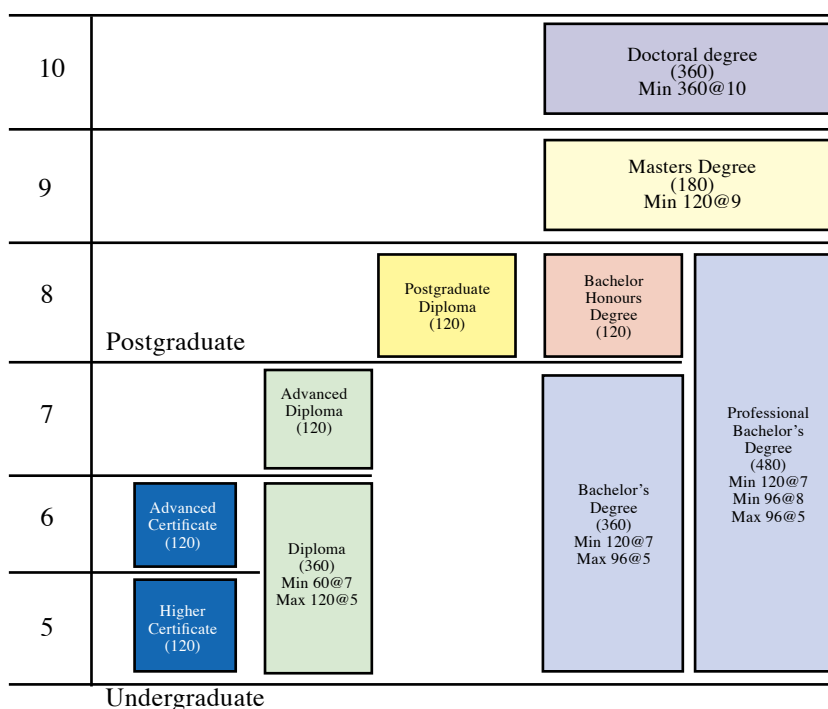 10
Doctoral degree
(360)
Min 360@10
9
Masters Degree
(180)
Min 120@9
8
Postgraduate
Diploma
(120)
Bachelor
Honours
Degree
(120)
Postgraduate
7
Advanced
Diploma
(120)
Professional
Bachelor's
Degree
(480)
Min 120@7
Min 96@8
Max 96@5
6
Advanced
Certificate
(120)
Diploma
(360)
Min 60@7
Max 120@5
Bachelor's
Degree
(360)
Min 120@7
Max 96@5
5
Higher
Certificate
(120)
Undergraduate